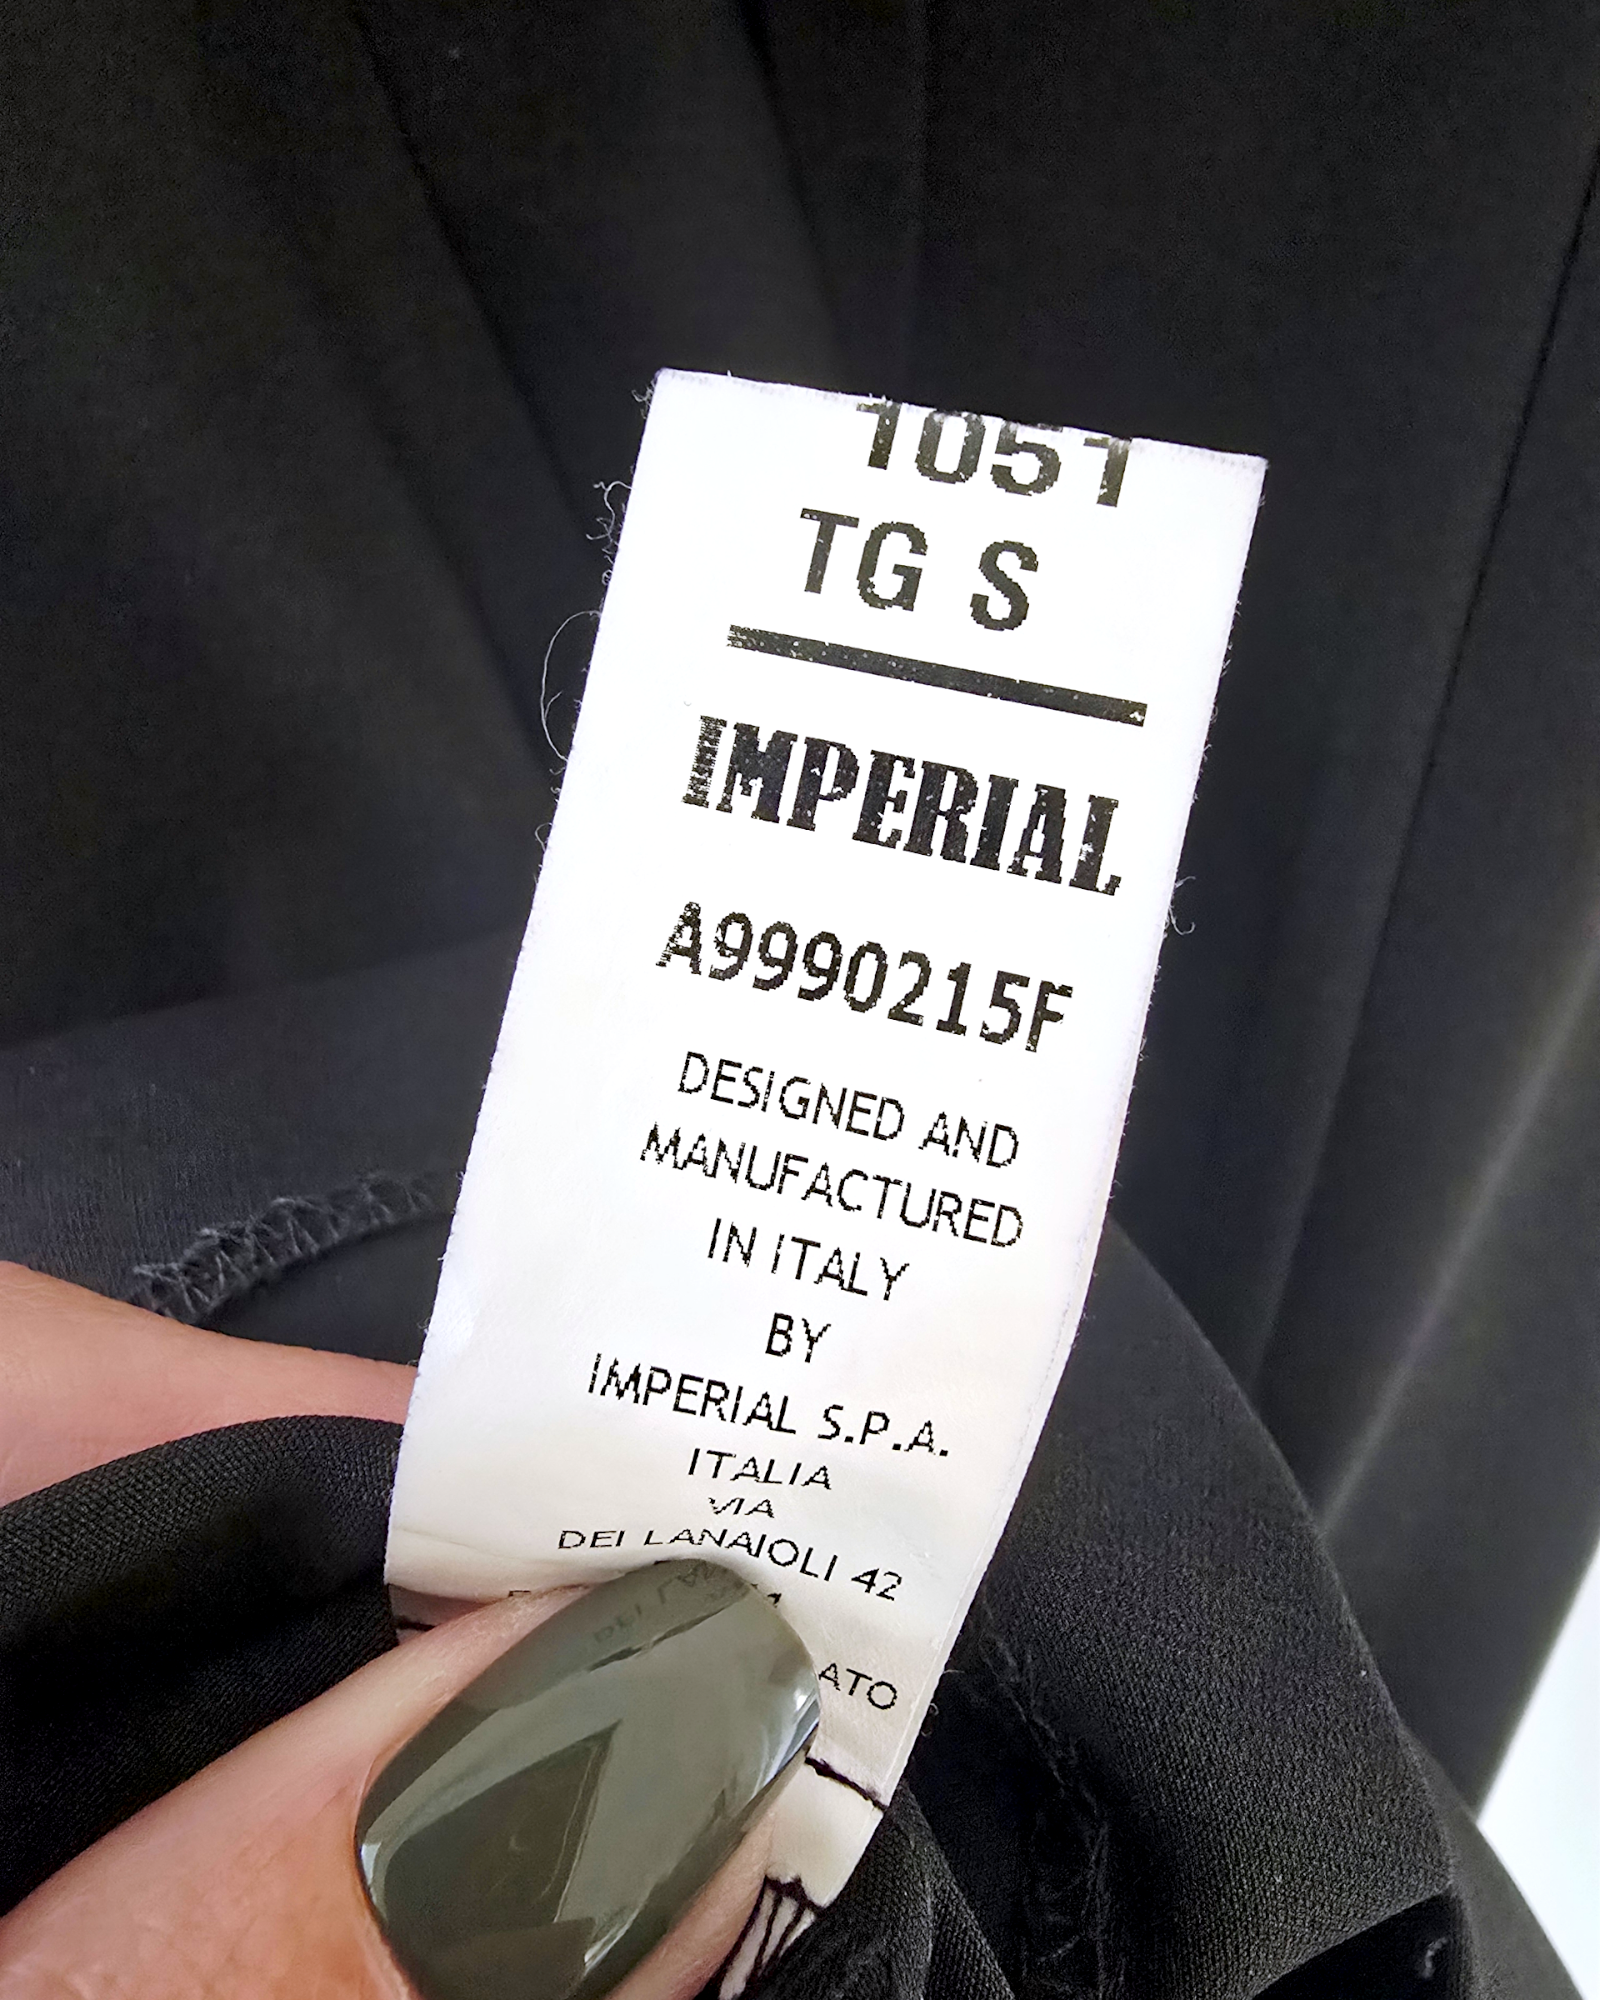 1051
TG S
IMPERIAL
A9990215F
DESIGNED AND
MANUFACTURED
IN ITALY
BY
IMPERIAL S.P.A.
ITALIA
VIA
DEI LANAIOLI 42